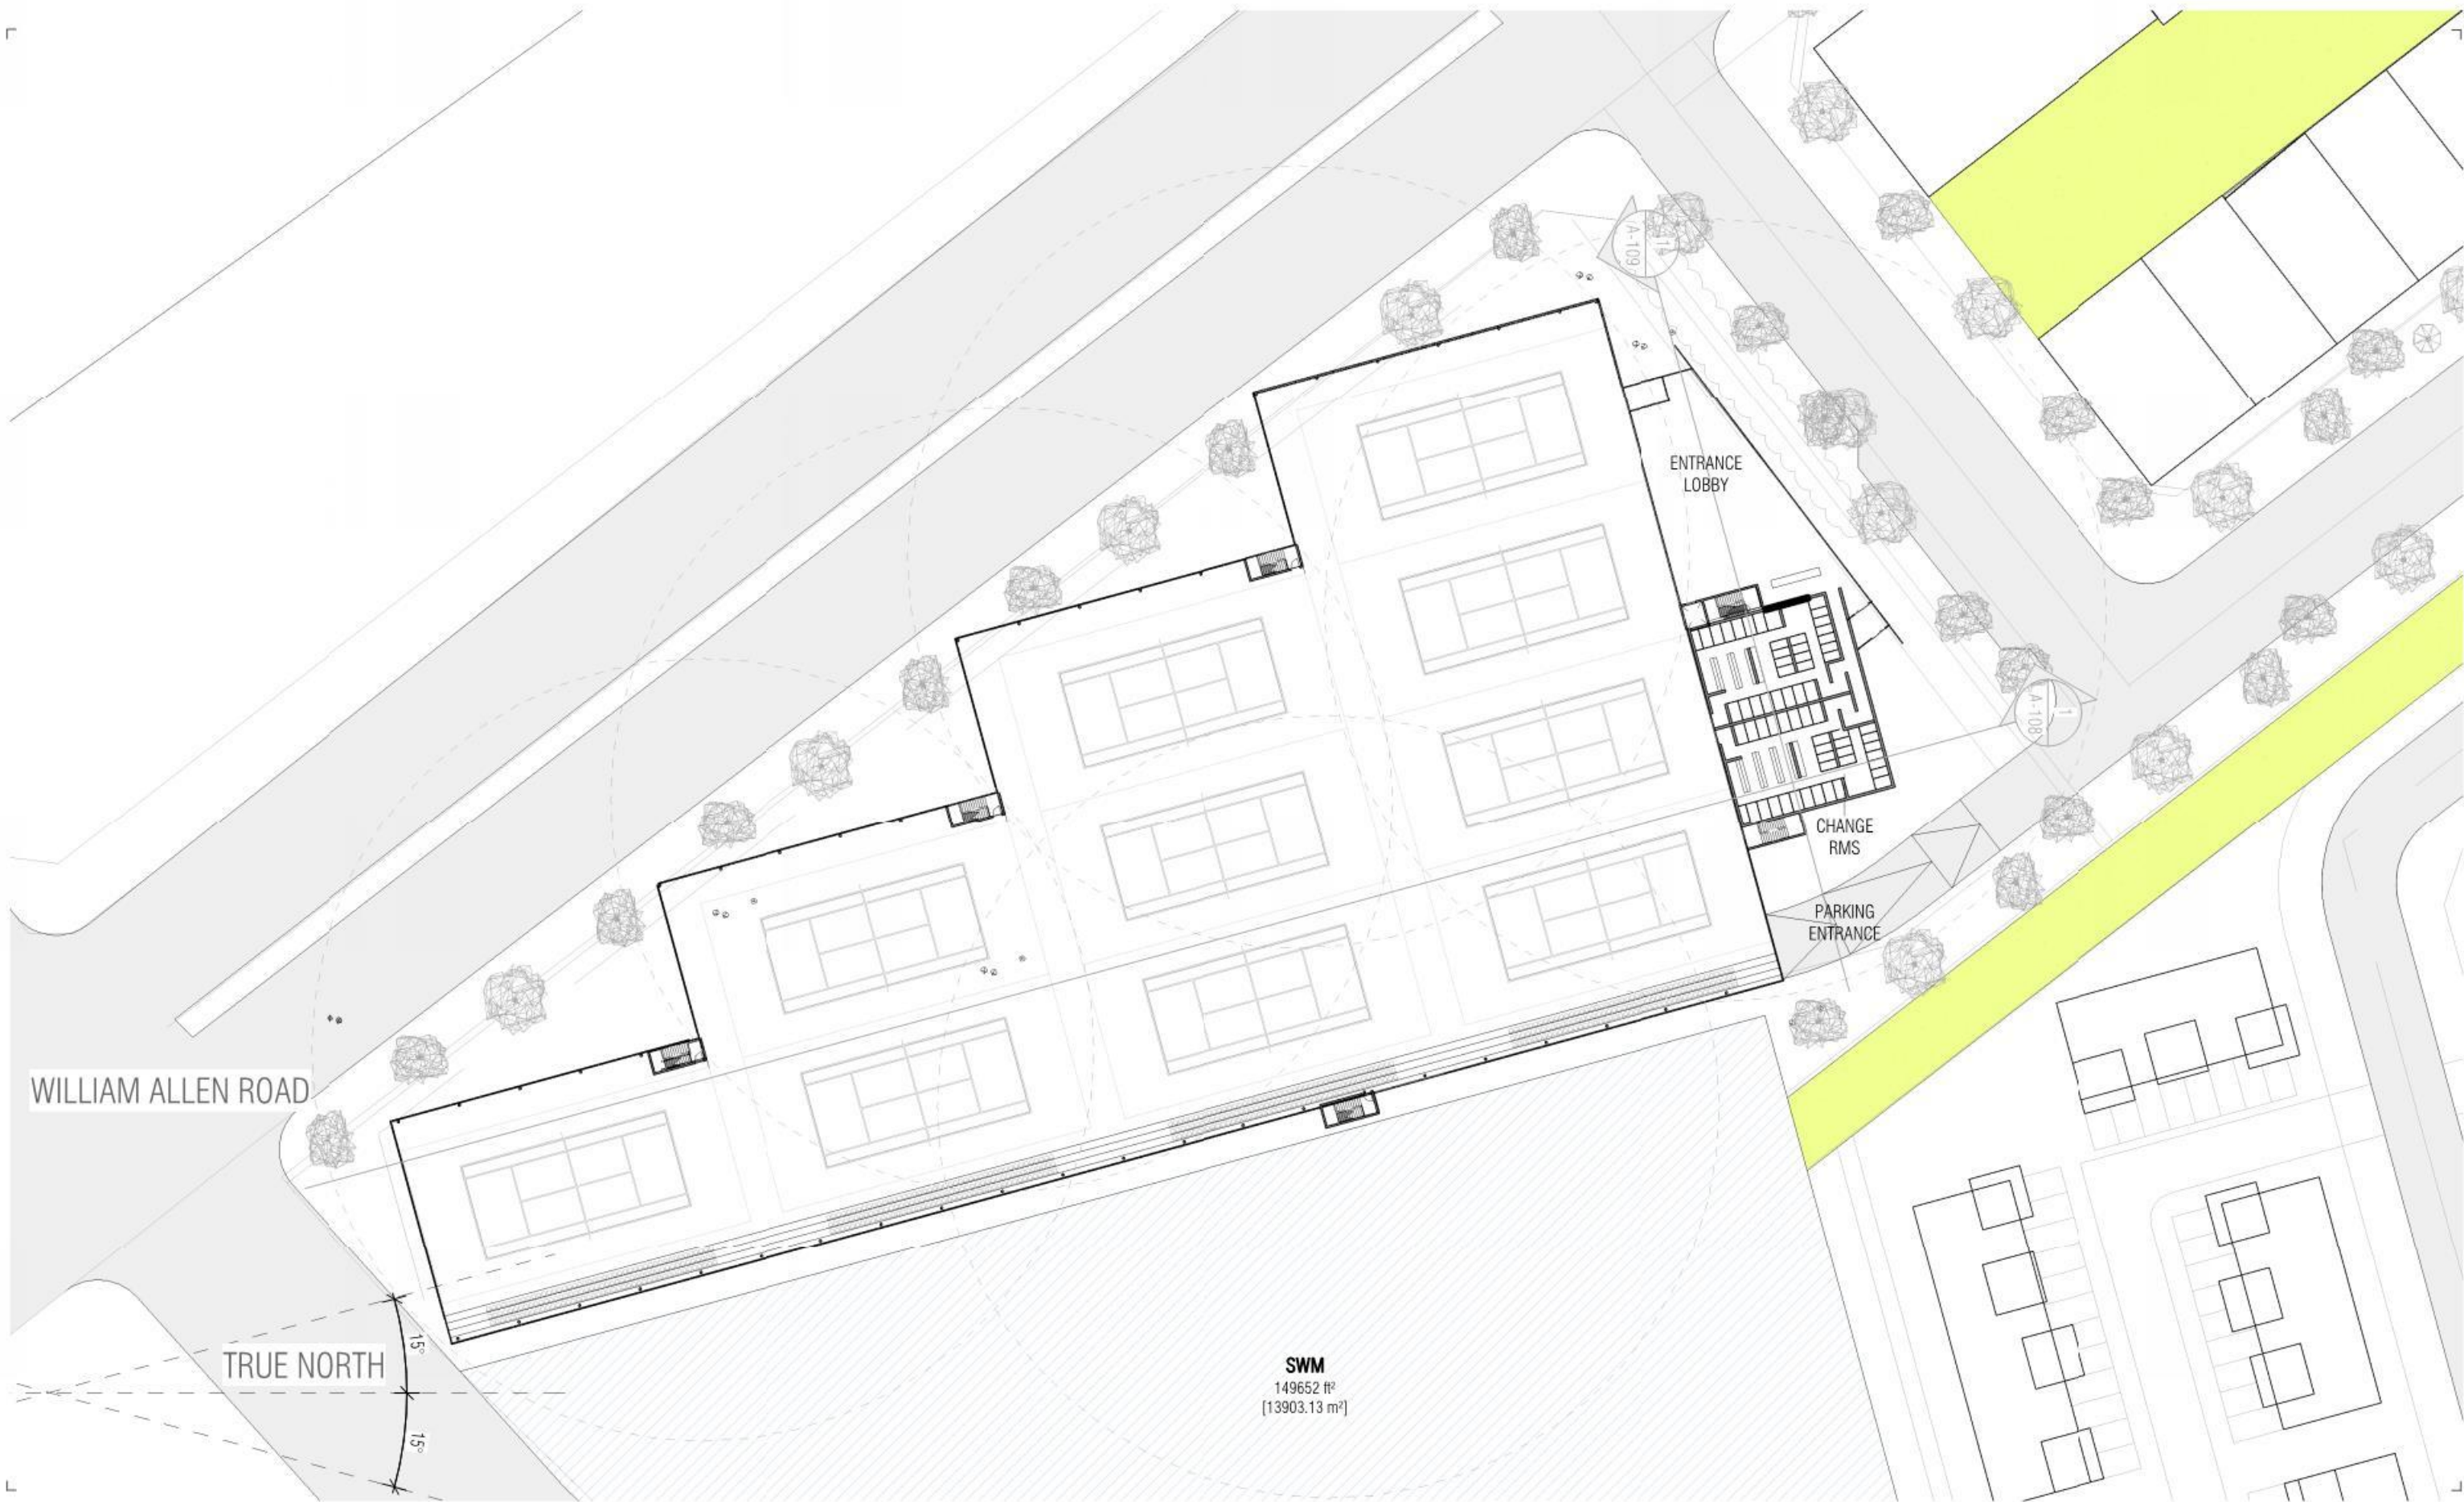 1
A-109
ENTRANCE
LOBBY
1
A-108
CHANGE
RMS
PARKING
ENTRANCE
WILLIAM ALLEN ROAD
15°
TRUE NORTH
15°
SWM
149652 ft²
[13903.13 m²]